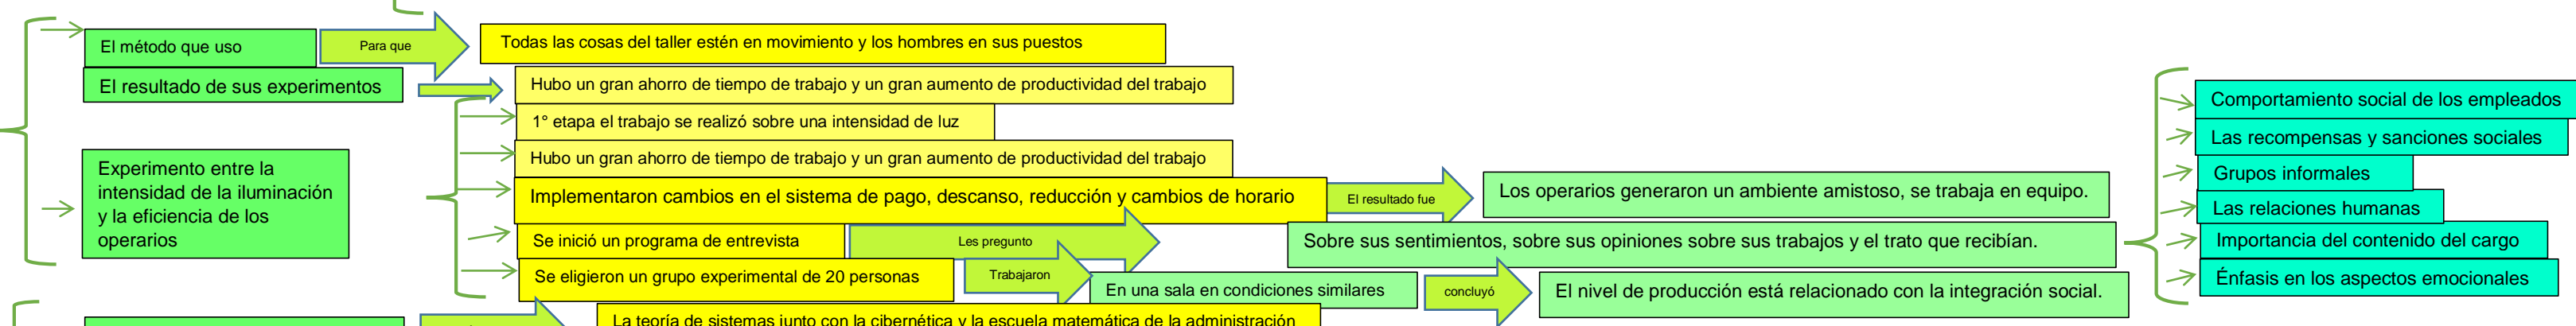 El método que uso
Para que
Todas las cosas del taller estén en movimiento y los hombres en sus puestos
El resultado de sus experimentos
Hubo un gran ahorro de tiempo de trabajo y un gran aumento de productividad del trabajo
Experimento entre la
intensidad de la iluminación
y la eficiencia de los
operarios
1° etapa el trabajo se realizó sobre una intensidad de luz
Hubo un gran ahorro de tiempo de trabajo y un gran aumento de productividad del trabajo
Implementaron cambios en el sistema de pago, descanso, reducción y cambios de horario
El resultado fue
Los operarios generaron un ambiente amistoso, se trabaja en equipo.
Se inició un programa de entrevista
Les pregunto
Sobre sus sentimientos, sobre sus opiniones sobre sus trabajos y el trato que recibían.
Se eligieron un grupo experimental de 20 personas
Trabajaron
En una sala en condiciones similares
concluyó
El nivel de producción está relacionado con la integración social.
Comportamiento social de los empleados
Las recompensas y sanciones sociales
Grupos informales
Las relaciones humanas
Importancia del contenido del cargo
Énfasis en los aspectos emocionales
La teoría de sistemas junto con la cibernética y la escuela matemática de la administración